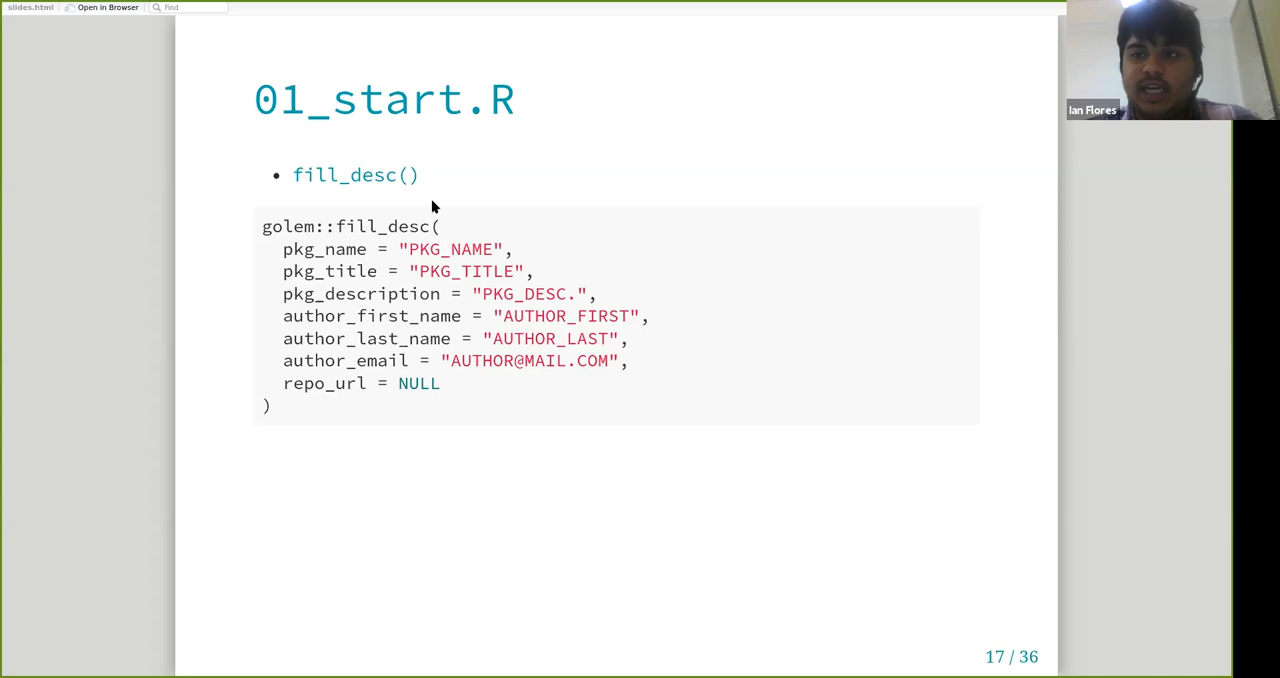 slides.html Open in Browser Find
Ian Flores
01_start.R
• fill_desc()
golem::fill_desc(
pkg_name = "PKG_NAME",
pkg_title = "PKG_TITLE",
pkg_description = "PKG_DESC.",
author_first_name = "AUTHOR_FIRST",
author_last_name = "AUTHOR_LAST",
author_email = "AUTHOR@MAIL.COM",
repo_url = NULL
)
17 / 36